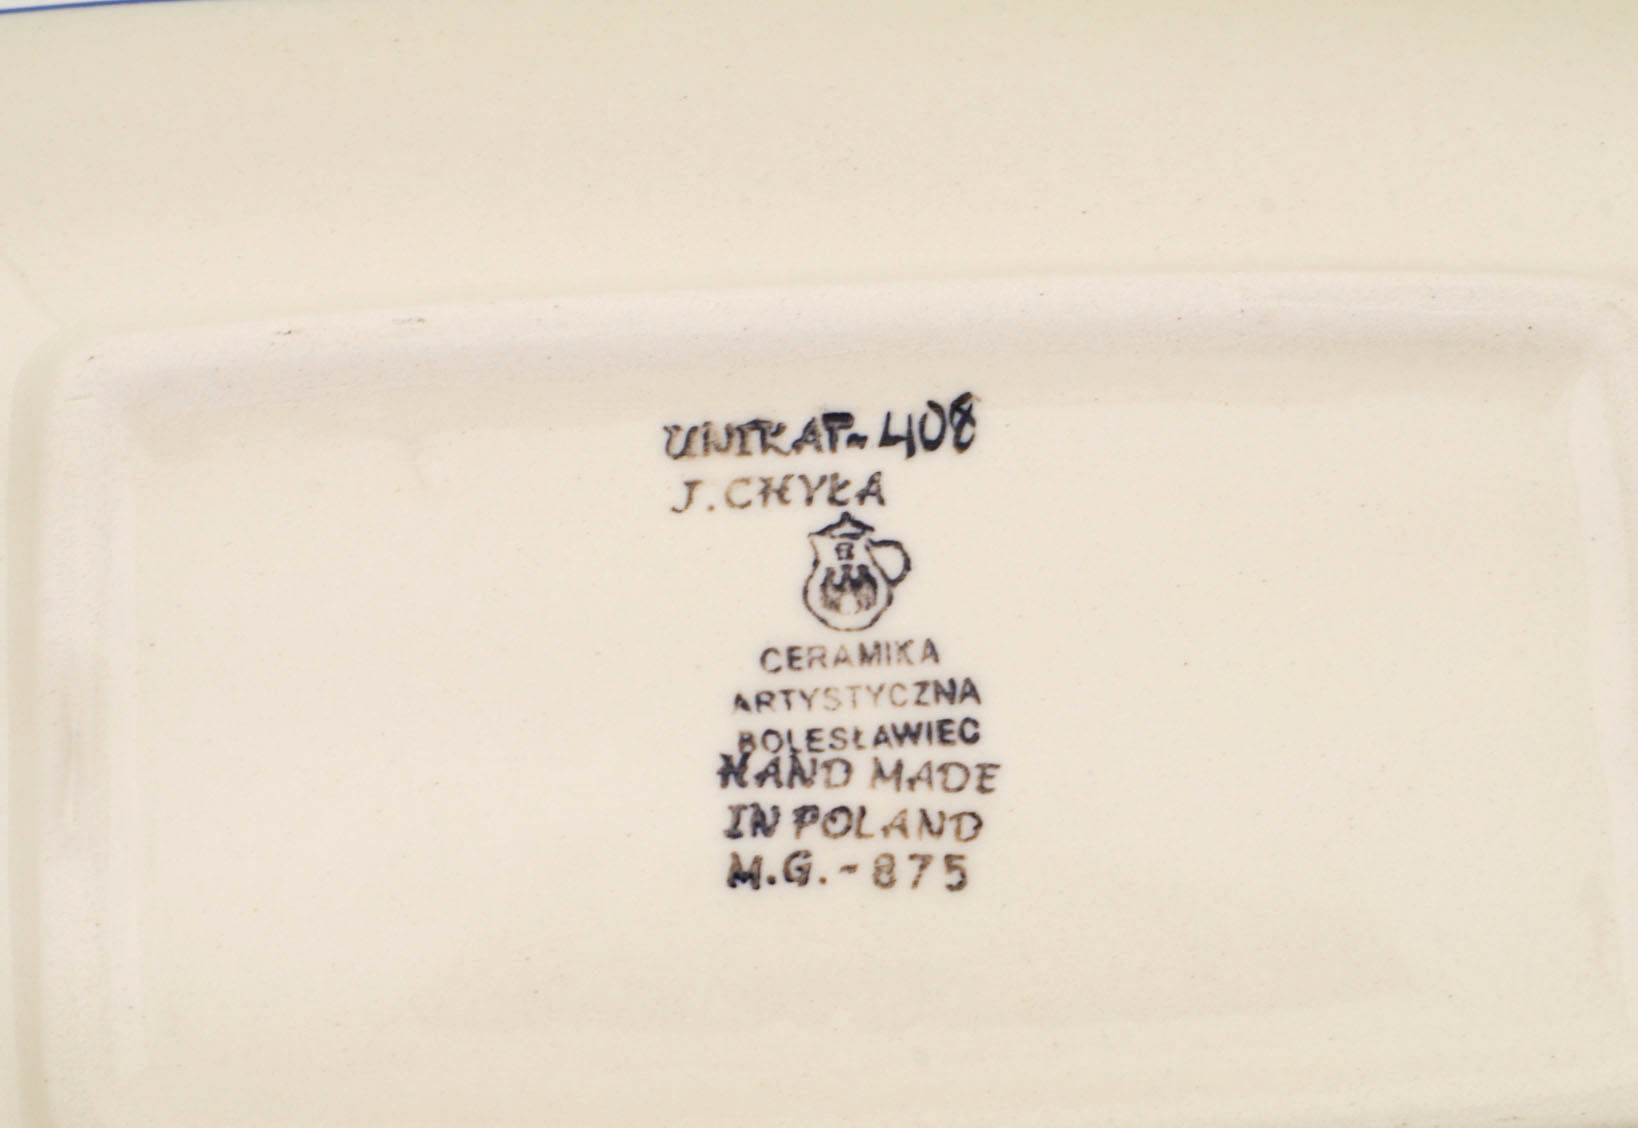 UNIKAT-408
J. CHYŁA
CERAMIKA
ARTYSTYCZNA
BOLESŁAWIEC
HAND MADE
IN POLAND
M.G.-875